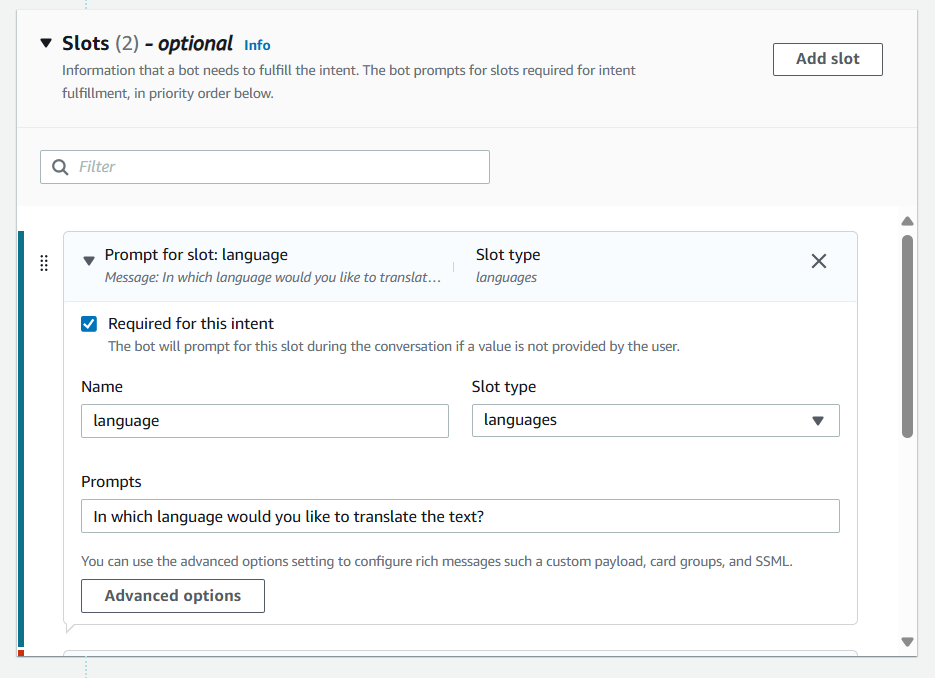 Slots (2) - optional Info
Add slot
Information that a bot needs to fulfill the intent. The bot prompts for slots required for intent
fulfillment, in priority order below.
Filter
Prompt for slot: language
Message: In which language would you like to translat...
Slot type
languages
Required for this intent
The bot will prompt for this slot during the conversation if a value is not provided by the user.
Name
Slot type
language
languages
Prompts
In which language would you like to translate the text?
You can use the advanced options setting to configure rich messages such a custom payload, card groups, and SSML.
Advanced options